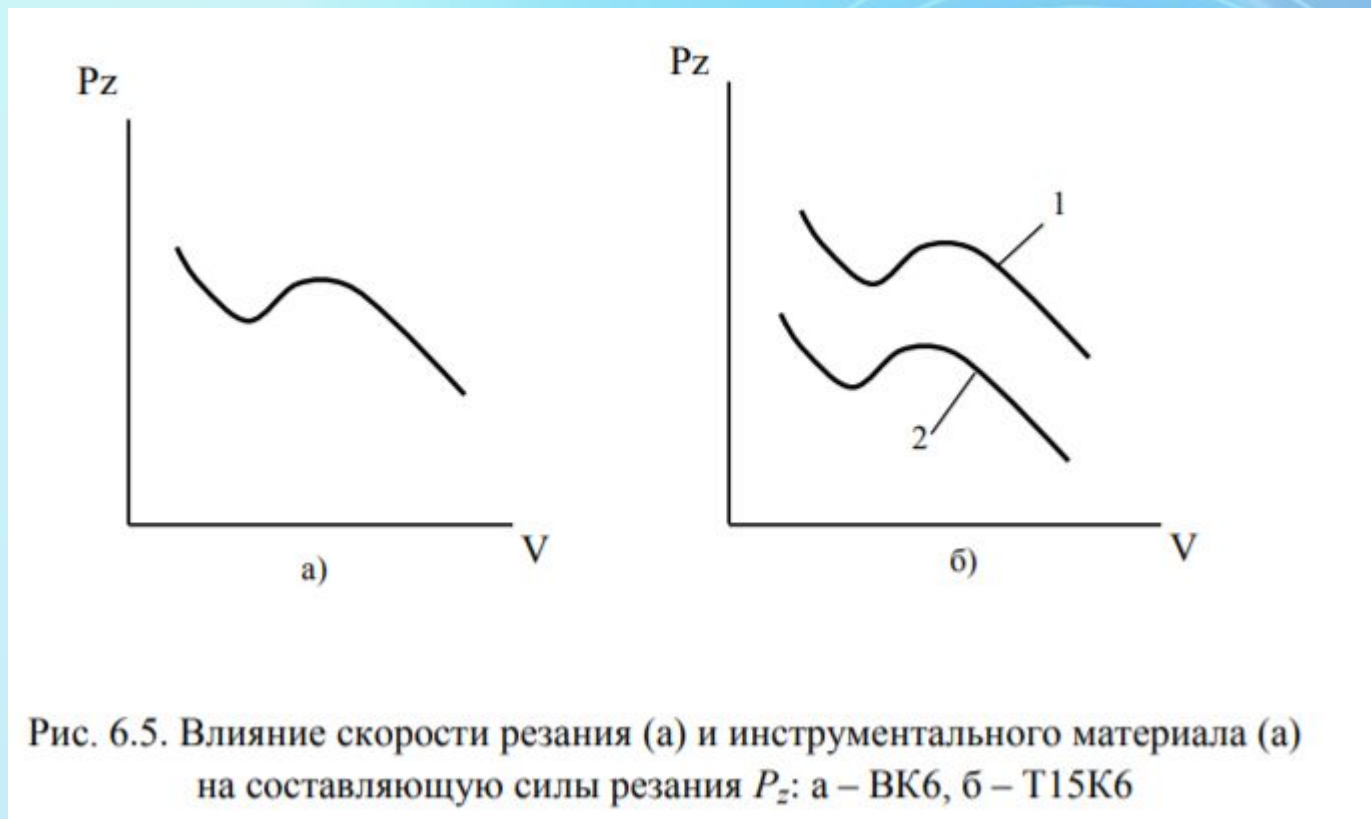 Pz
Pz
1
2
V
V
а)
б)
Рис. 6.5. Влияние скорости резания (а) и инструментального материала (а)
на составляющую силы резания Pz: а – ВК6, б – Т15К6